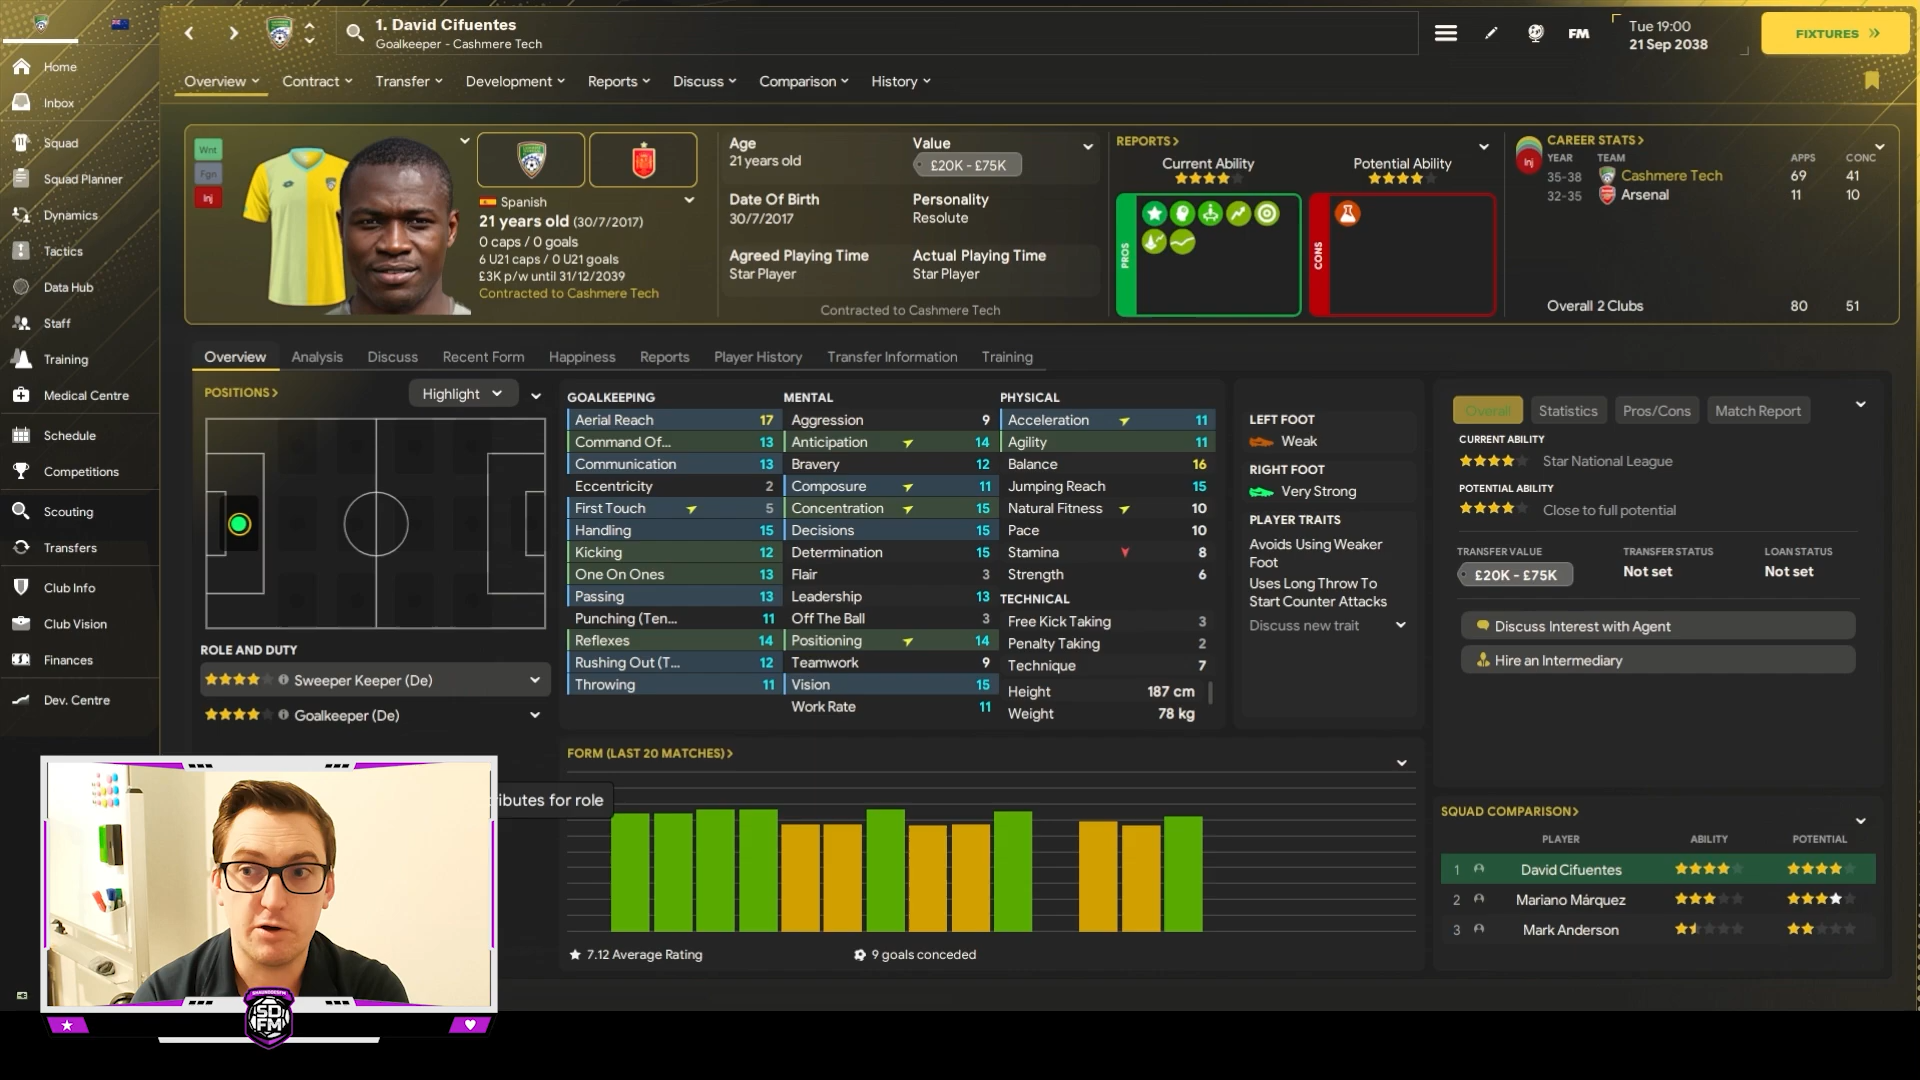 1. David Cifuentes
Goalkeeper - Cashmere Tech
FM
Tue 19:00
21 Sep 2038
FIXTURES
Overview
Contract
Transfer
Development
Reports
Discuss
Comparison
History
Home
Inbox
Squad
Squad Planner
Dynamics
Tactics
Data Hub
Staff
Training
Medical Centre
Schedule
Competitions
Scouting
Transfers
Club Info
Club Vision
Finances
Dev. Centre
Wnt
Fgn
Inj
Spanish
21 years old (30/7/2017)
0 caps / 0 goals
6 U21 caps / 0 U21 goals
£3K p/w until 31/12/2039
Contracted to Cashmere Tech
Age
21 years old
Value
£20K - £75K
Date Of Birth
30/7/2017
Personality
Resolute
Agreed Playing Time
Star Player
Actual Playing Time
Star Player
Contracted to Cashmere Tech
REPORTS
Current Ability
Potential Ability
PROS
CONS
Inj
CAREER STATS
YEAR TEAM APPS CONC
35-38 Cashmere Tech 69 41
32-35 Arsenal 11 10
Overall 2 Clubs 80 51
Overview
Analysis
Discuss
Recent Form
Happiness
Reports
Player History
Transfer Information
Training
POSITIONS
Highlight
ROLE AND DUTY
Sweeper Keeper (De)
Goalkeeper (De)
GOALKEEPING
Aerial Reach 17
Command Of... 13
Communication 13
Eccentricity 2
First Touch 5
Handling 15
Kicking 12
One On Ones 13
Passing 13
Punching (Ten... 11
Reflexes 14
Rushing Out (T... 12
Throwing 11
MENTAL
Aggression 9
Anticipation 14
Bravery 12
Composure 11
Concentration 15
Decisions 15
Determination 15
Flair 3
Leadership 13
Off The Ball 3
Positioning 14
Teamwork 9
Vision 15
Work Rate 11
PHYSICAL
Acceleration 11
Agility 11
Balance 16
Jumping Reach 15
Natural Fitness 10
Pace 10
Stamina 8
Strength 6
TECHNICAL
Free Kick Taking 3
Penalty Taking 2
Technique 7
Height 187 cm
Weight 78 kg
LEFT FOOT
Weak
RIGHT FOOT
Very Strong
PLAYER TRAITS
Avoids Using Weaker
Foot
Uses Long Throw To
Start Counter Attacks
Discuss new trait
Overall
Statistics
Pros/Cons
Match Report
CURRENT ABILITY
Star National League
POTENTIAL ABILITY
Close to full potential
TRANSFER VALUE
£20K - £75K
TRANSFER STATUS
Not set
LOAN STATUS
Not set
Discuss Interest with Agent
Hire an Intermediary
FORM (LAST 20 MATCHES)
ibutes for role
7.12 Average Rating
9 goals conceded
SQUAD COMPARISON
PLAYER ABILITY POTENTIAL
1 David Cifuentes
2 Mariano Márquez
3 Mark Anderson
SD
FM